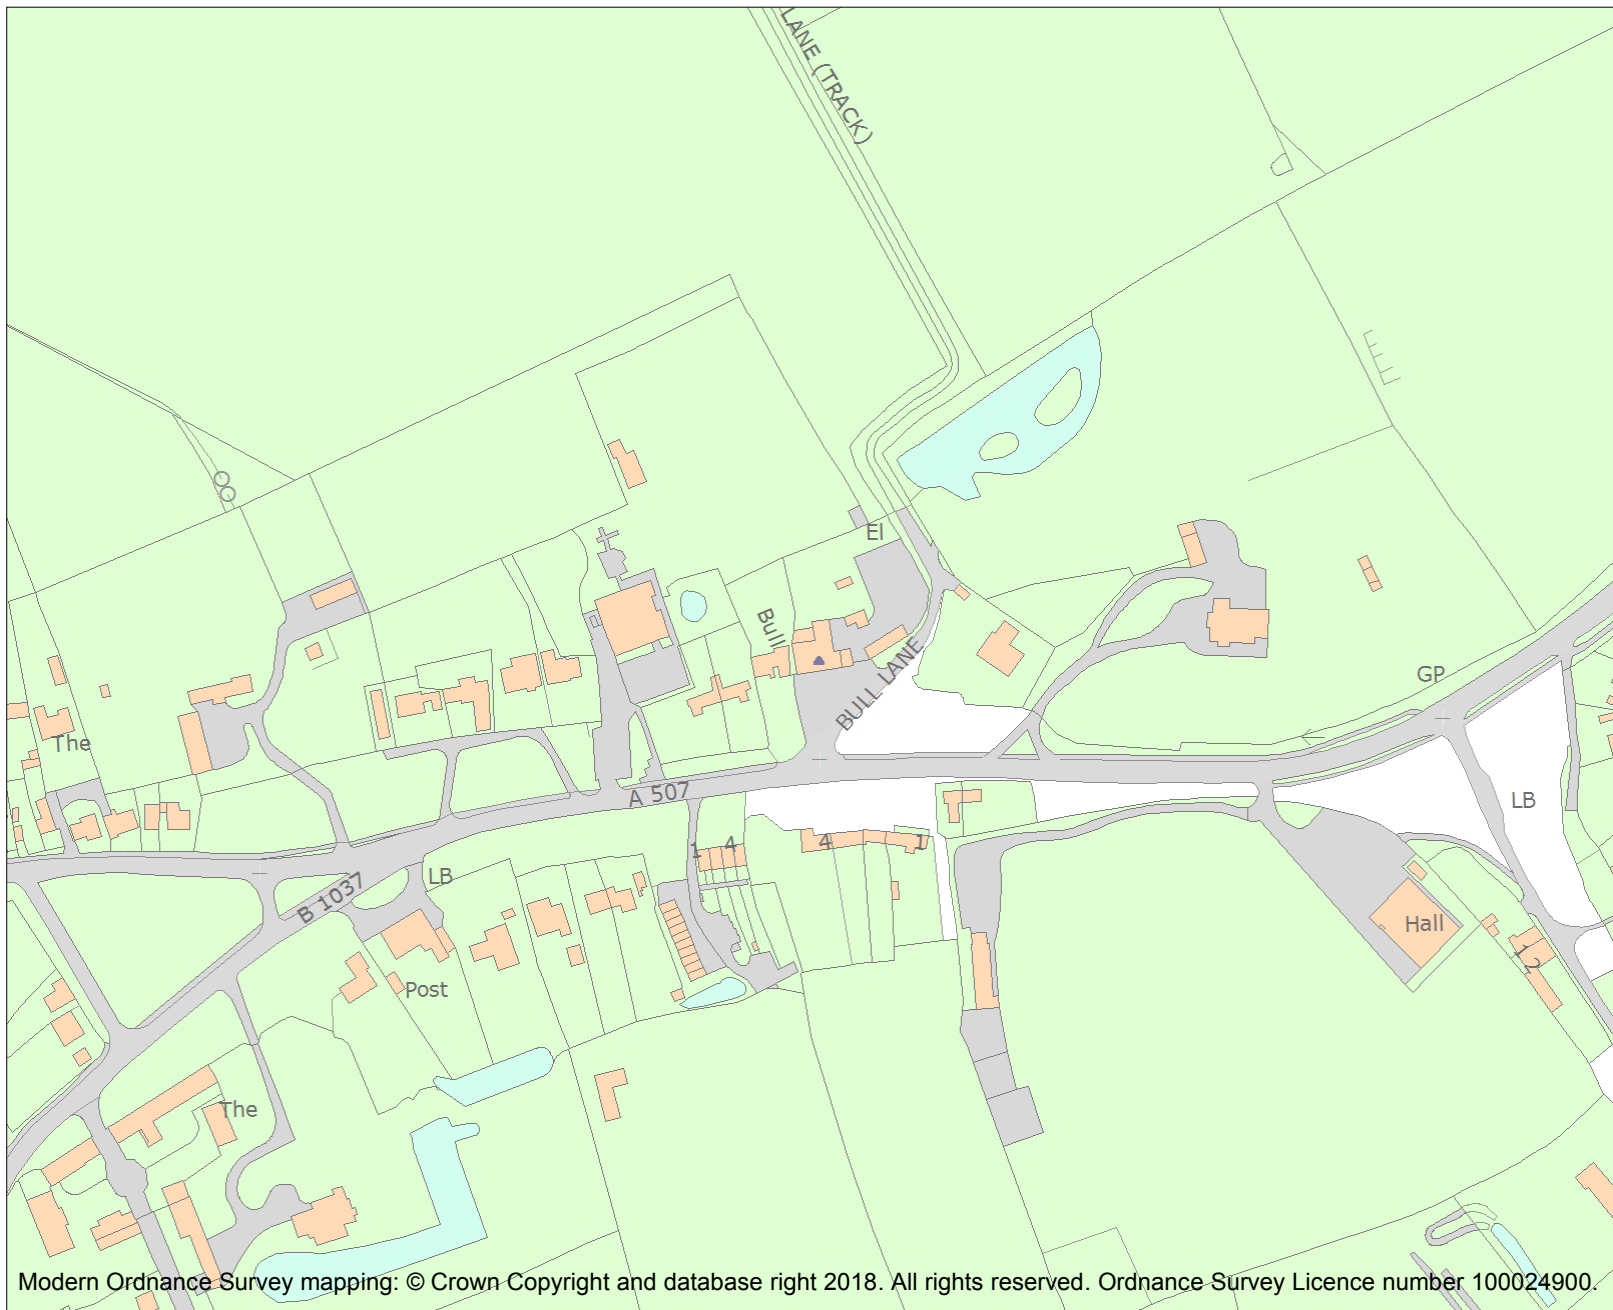 LANE (TRACK)
El
Bull
BULL LANE
GP
The
A 507
LB
1
4
4
1
LB
B 1037
Hall
1
2
Post
The
Modern Ordnance Survey mapping: © Crown Copyright and database right 2018. All rights reserved. Ordnance Survey Licence number 100024900.